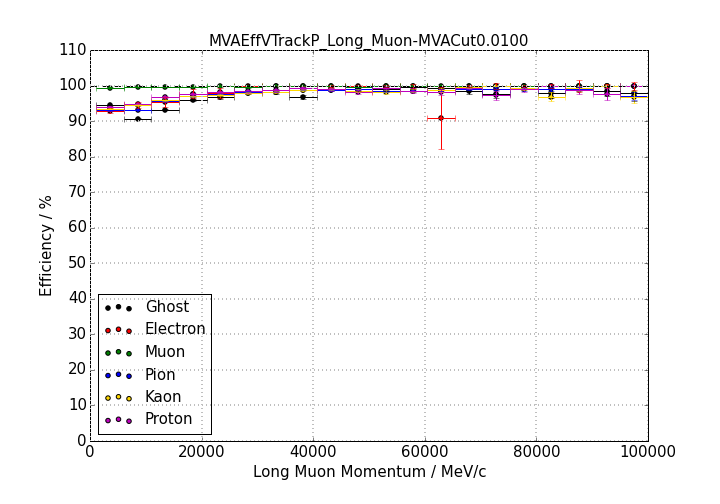 MVAEffVTrackP_Long_Muon-MVACut0.0100
110
100
90
80
70
60
50
40
30
20
10
0
Efficiency / %
Ghost
Electron
Muon
Pion
Kaon
Proton
0 20000 40000 60000 80000 100000
Long Muon Momentum / MeV/c